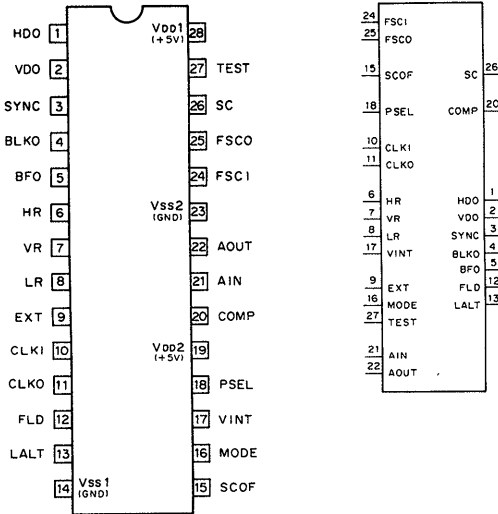 HDO 1 VDD1 (+5V) 28
VDO 2 27 TEST
SYNC 3 26 SC
BLKO 4 25 FSCO
BFO 5 24 FSCI
HR 6 VSS2 (GND) 23
VR 7 22 AOUT
LR 8 21 AIN
EXT 9 20 COMP
CLKI 10 VDD2 (+5V) 19
CLKO 11 18 PSEL
FLD 12 17 VINT
LALT 13 16 MODE
14 VSS1 (GND) 15 SCOF
24 FSCI
25 FSCO
15 SCOF SC 26
18 PSEL COMP 20
10 CLKI
11 CLKO
6 HR HDO 1
7 VR VDO 2
8 LR SYNC 3
17 VINT BLKO 4
BFO 5
9 EXT FLD 12
16 MODE LALT 13
27 TEST
21 AIN
22 AOUT